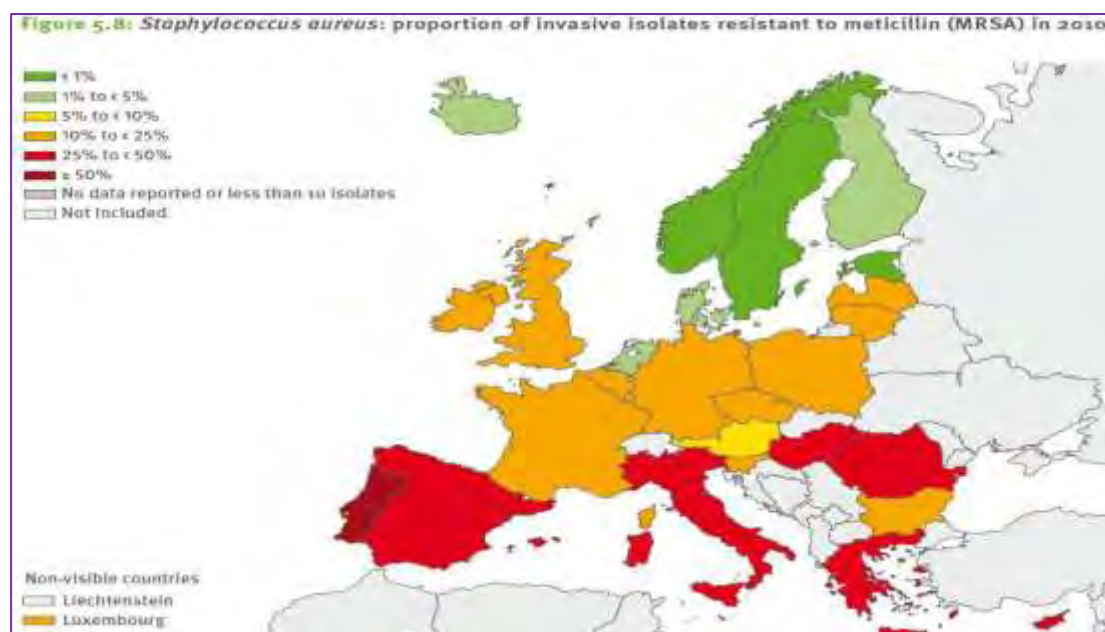 Figure 5.8: Staphylococcus aureus: proportion of invasive isolates resistant to meticillin (MRSA) in 2010
< 1%
1% to < 5%
5% to < 10%
10% to < 25%
25% to < 50%
≥ 50%
No data reported or less than 10 isolates
Not included
Non-visible countries
Liechtenstein
Luxembourg